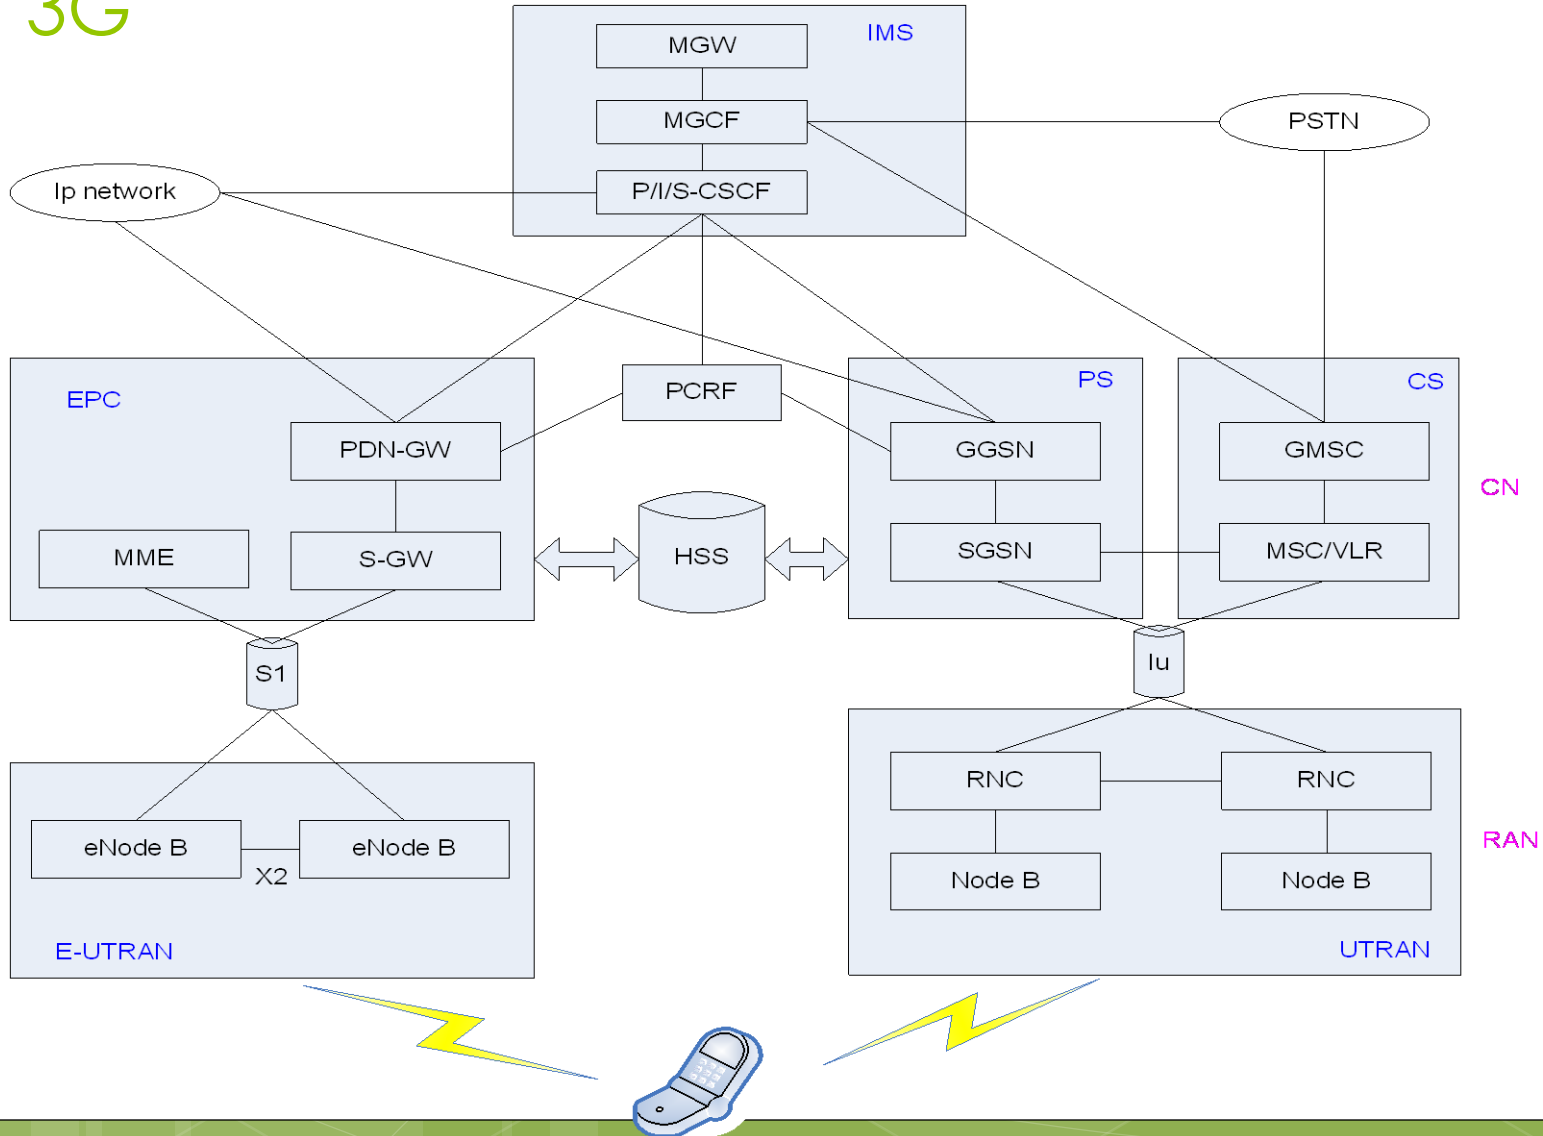 3G
IMS
MGW
MGCF
PSTN
Ip network
P/I/S-CSCF
EPC
PCRF
PS
CS
PDN-GW
GGSN
GMSC
CN
MME
S-GW
HSS
SGSN
MSC/VLR
S1
Iu
RNC
RNC
eNode B
eNode B
X2
RAN
Node B
Node B
E-UTRAN
UTRAN